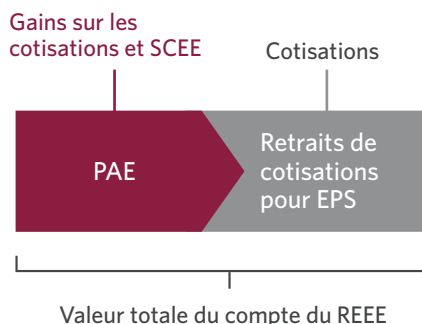 Gains sur les
cotisations et SCEE
Cotisations
PAE
Retraits de
cotisations
pour EPS
Valeur totale du compte du REEE